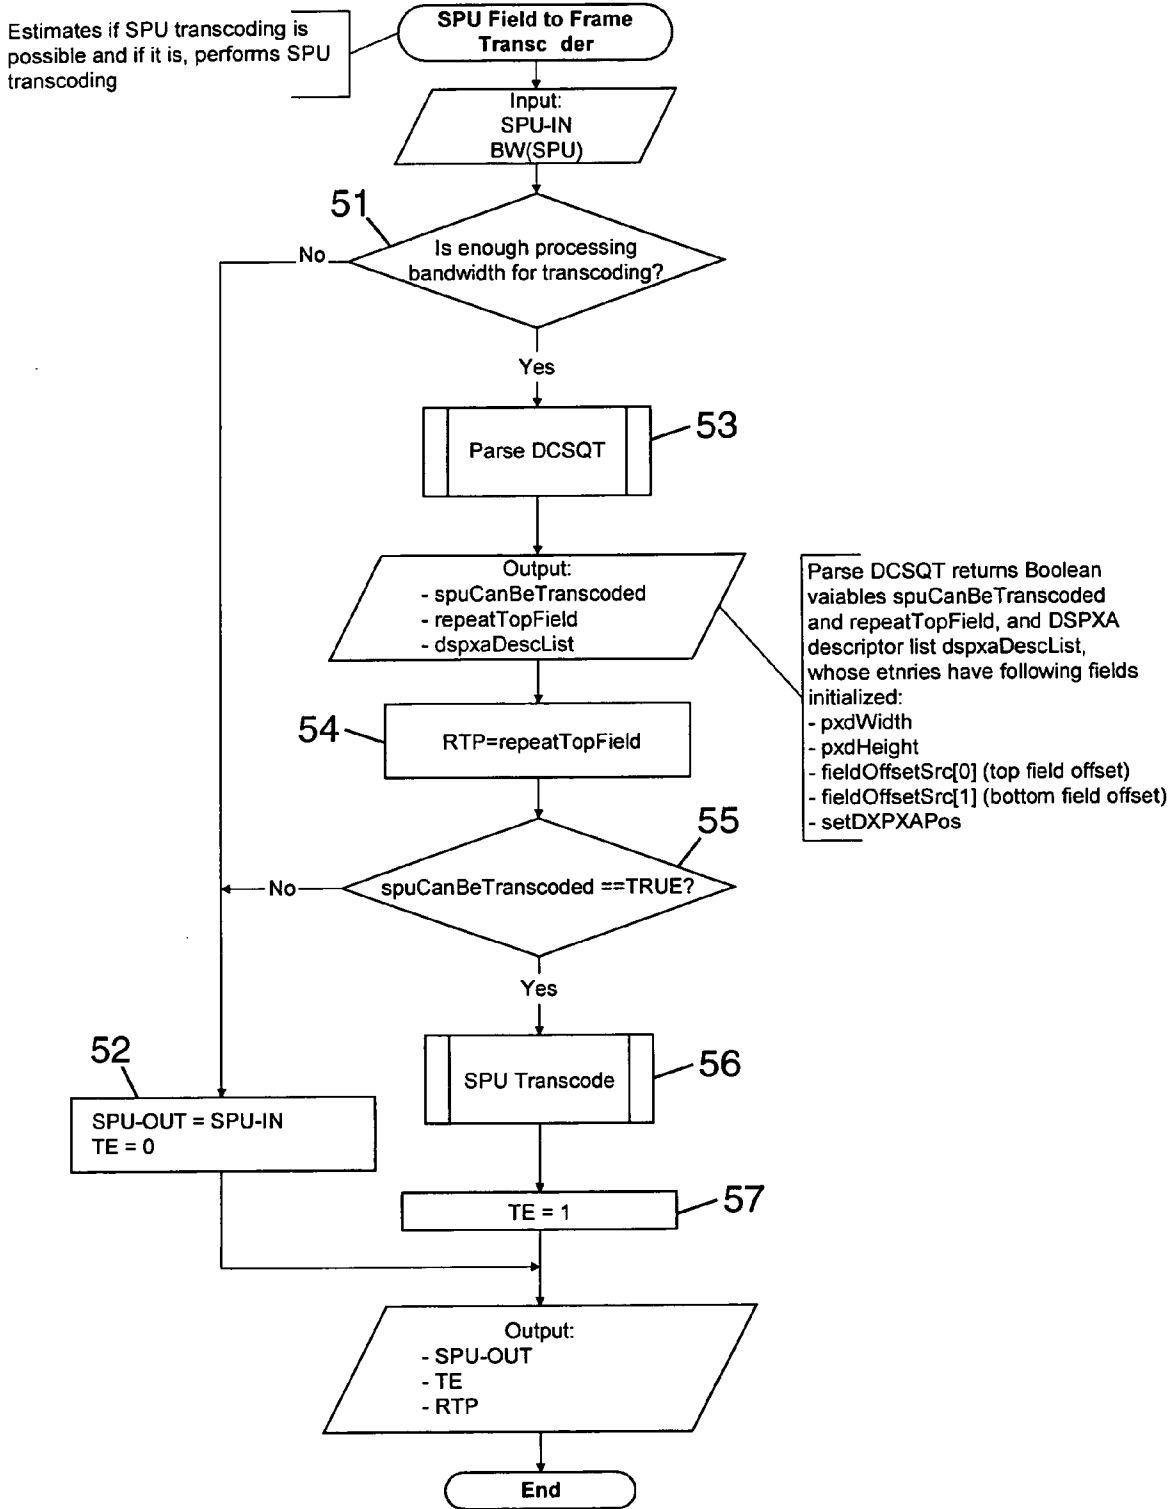 Estimates if SPU transcoding is
possible and if it is, performs SPU
transcoding
SPU Field to Frame
Transc der
Input:
SPU-IN
BW(SPU)
51
Is enough processing
bandwidth for transcoding?
No
Yes
53
Parse DCSQT
Output:
- spuCanBeTranscoded
- repeatTopField
- dspxaDescList
Parse DCSQT returns Boolean
vaiables spuCanBeTranscoded
and repeatTopField, and DSPXA
descriptor list dspxaDescList,
whose etnries have following fields
initialized:
- pxdWidth
- pxdHeight
- fieldOffsetSrc[0] (top field offset)
- fieldOffsetSrc[1] (bottom field offset)
- setDXPXAPos
54
RTP=repeatTopField
55
spuCanBeTranscoded ==TRUE?
No
Yes
52
SPU-OUT = SPU-IN
TE = 0
56
SPU Transcode
57
TE = 1
Output:
- SPU-OUT
- TE
- RTP
End